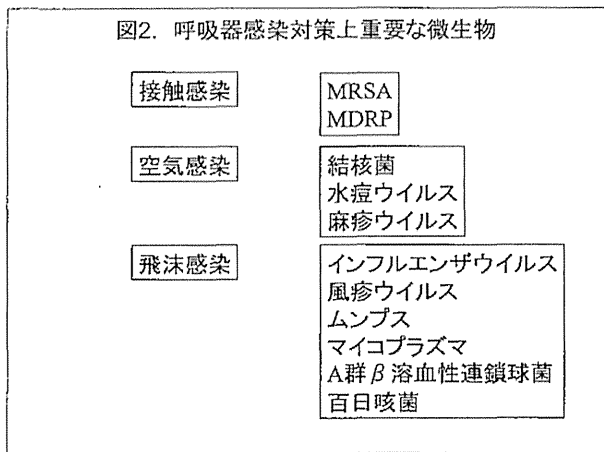 図2. 呼吸器感染対策上重要な微生物
接触感染
MRSA
MDRP
空気感染
結核菌
水痘ウイルス
麻疹ウイルス
飛沫感染
インフルエンザウイルス
風疹ウイルス
ムンプス
マイコプラズマ
A群β溶血性連鎖球菌
百日咳菌